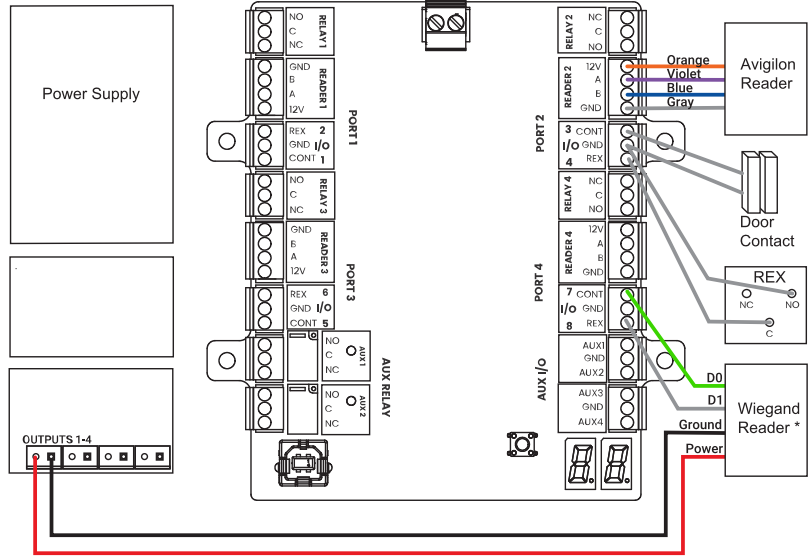 Power Supply
OUTPUTS 1-4
NO
C
NC
RELAY 1
GND
B
A
12V
READER 1
PORT 1
REX 2
GND I/O
CONT 1
NO
C
NC
RELAY 3
GND
B
A
12V
READER 3
PORT 3
REX 6
GND I/O
CONT 5
NO
C
NC
AUX 1
NO
C
NC
AUX 2
AUX RELAY
RELAY 2
NC
C
NO
READER 2
12V
A
B
GND
PORT 2
3 CONT
I/O GND
4 REX
RELAY 4
NC
C
NO
READER 4
12V
A
B
GND
PORT 4
7 CONT
I/O GND
8 REX
AUX I/O
AUX1
GND
AUX2
AUX3
GND
AUX4
Orange
Violet
Blue
Gray
Avigilon
Reader
Door
Contact
REX
NC
NO
C
D0
D1
Ground
Power
Wiegand
Reader *